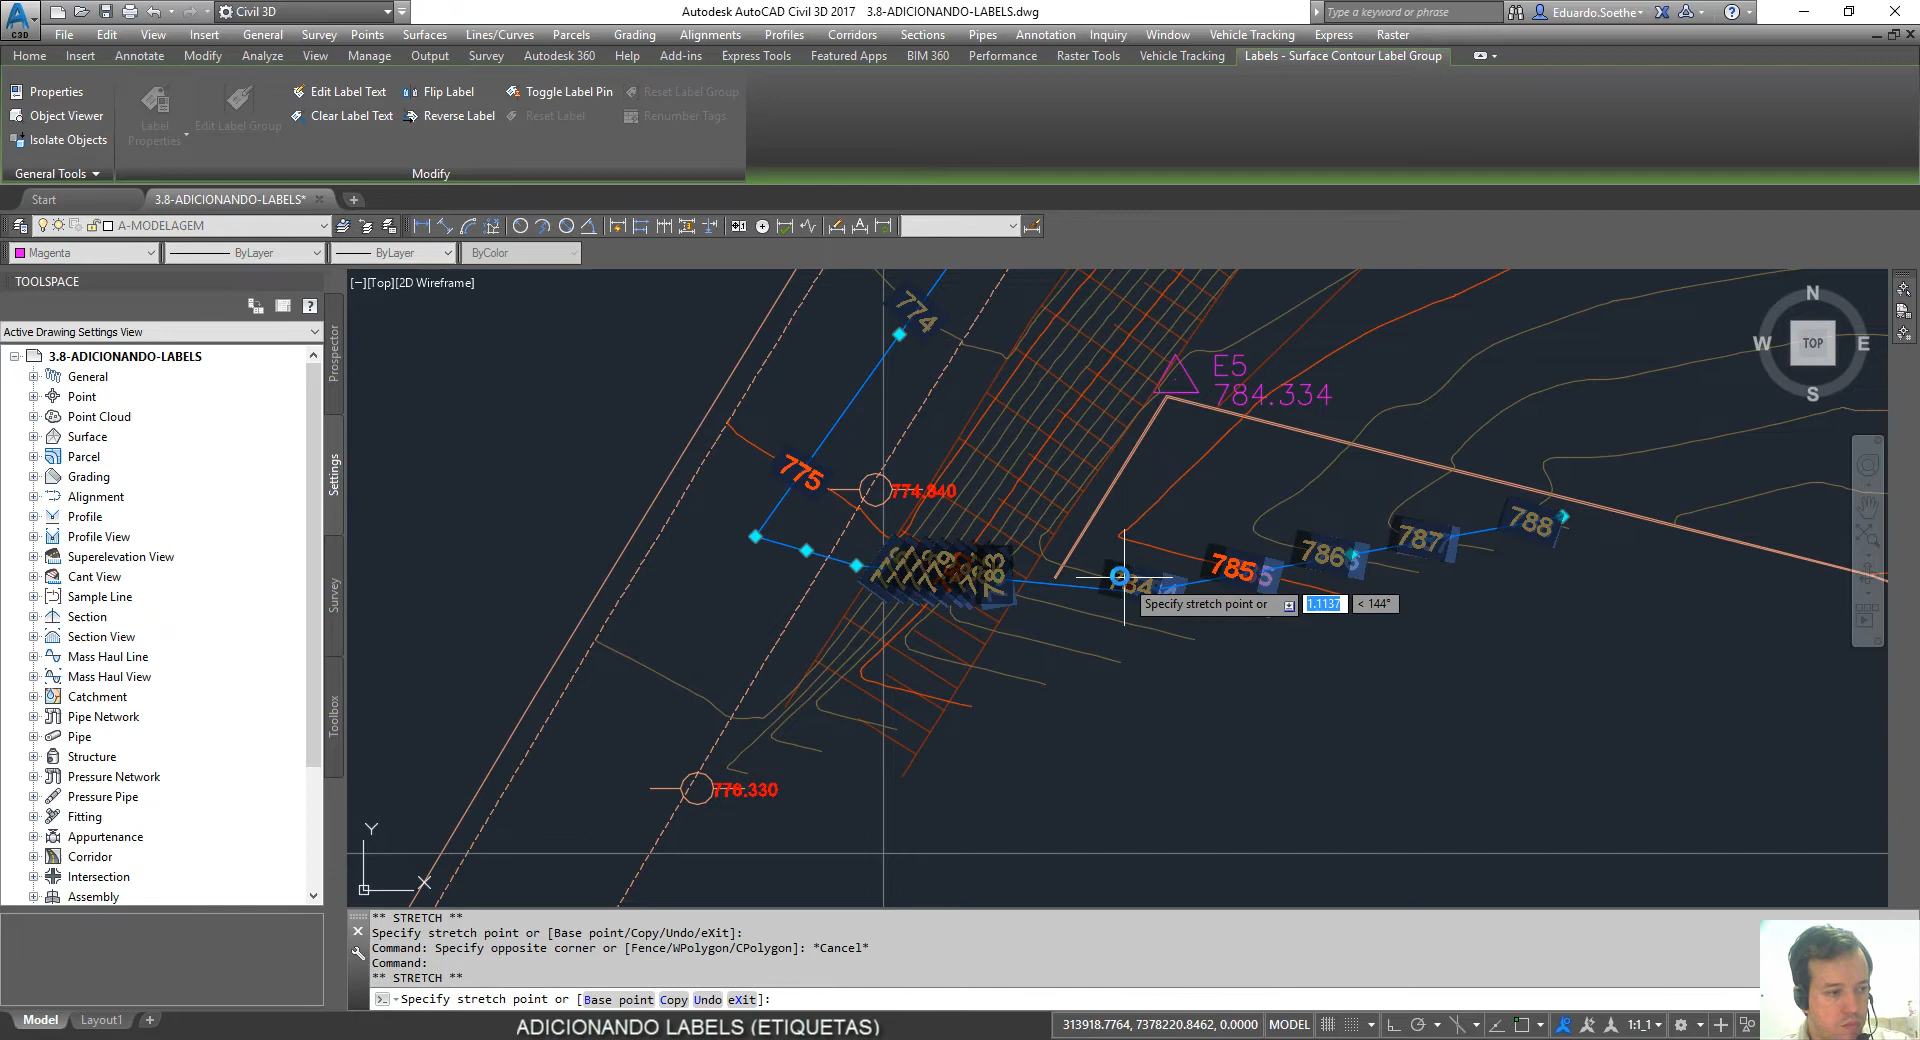 Civil 3D
Autodesk AutoCAD Civil 3D 2017 3.8-ADICIONANDO-LABELS.dwg
Type a keyword or phrase
Eduardo.Soethe
C3D
File Edit View Insert General Survey Points Surfaces Lines/Curves Parcels Grading Alignments Profiles Corridors Sections Pipes Annotation Inquiry Window Vehicle Tracking Express Raster
Home Insert Annotate Modify Analyze View Manage Output Survey Autodesk 360 Help Add-ins Express Tools Featured Apps BIM 360 Performance Raster Tools Vehicle Tracking Labels - Surface Contour Label Group
Properties
Object Viewer
Isolate Objects
General Tools
Label
Properties
Edit Label Group
Edit Label Text Flip Label Toggle Label Pin Reset Label Group
Clear Label Text Reverse Label Reset Label Renumber Tags
Modify
Start 3.8-ADICIONANDO-LABELS*
A-MODELAGEM
Magenta ByLayer ByLayer ByColor
TOOLSPACE
Active Drawing Settings View
3.8-ADICIONANDO-LABELS
General
Point
Point Cloud
Surface
Parcel
Grading
Alignment
Profile
Profile View
Superelevation View
Cant View
Sample Line
Section
Section View
Mass Haul Line
Mass Haul View
Catchment
Pipe Network
Pipe
Structure
Pressure Network
Pressure Pipe
Fitting
Appurtenance
Corridor
Intersection
Assembly
Prospector
Settings
Survey
Toolbox
[−][Top][2D Wireframe]
774
775
774.840
776.330
E5
784.334
783
784
785
786
787
788
N
W TOP E
S
Y
X
Specify stretch point or 1.1137 < 144°
** STRETCH **
Specify stretch point or [Base point/Copy/Undo/eXit]:
Command: Specify opposite corner or [Fence/WPolygon/CPolygon]: *Cancel*
Command:
** STRETCH **
Specify stretch point or [Base point Copy Undo eXit]:
Model Layout1
ADICIONANDO LABELS (ETIQUETAS)
313918.7764, 7378220.8462, 0.0000 MODEL 1:1_1